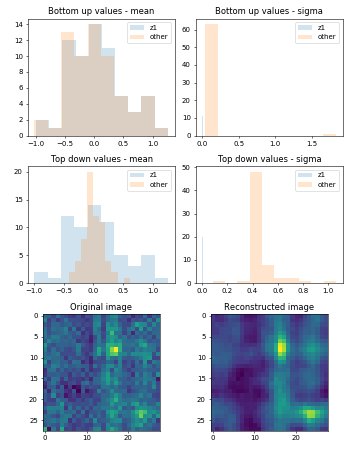 Bottom up values - mean
Bottom up values - sigma
14
12
10
8
6
4
2
0
z1
other
−1.0 −0.5 0.0 0.5 1.0
60
50
40
30
20
10
0
z1
other
0.0 0.5 1.0 1.5
Top down values - mean
Top down values - sigma
20
15
10
5
0
z1
other
−1.0 −0.5 0.0 0.5 1.0
50
40
30
20
10
0
z1
other
0.0 0.2 0.4 0.6 0.8 1.0
Original image
Reconstructed image
0
5
10
15
20
25
0 10 20
0
5
10
15
20
25
0 10 20